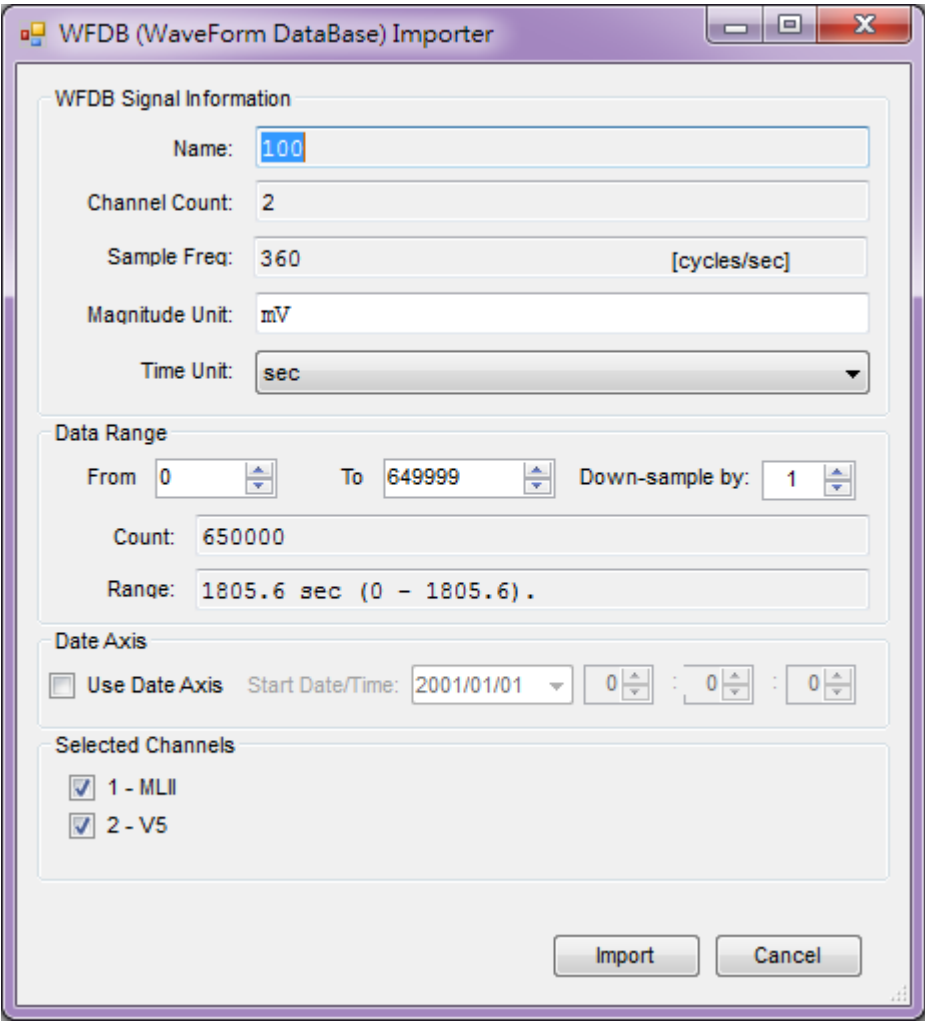 WFDB (WaveForm DataBase) Importer
WFDB Signal Information
Name: 100
Channel Count: 2
Sample Freq: 360 [cycles/sec]
Magnitude Unit: mV
Time Unit: sec
Data Range
From 0 To 649999 Down-sample by: 1
Count: 650000
Range: 1805.6 sec (0 - 1805.6).
Date Axis
Use Date Axis Start Date/Time: 2001/01/01 0 : 0 : 0
Selected Channels
1 - MLII
2 - V5
Import Cancel